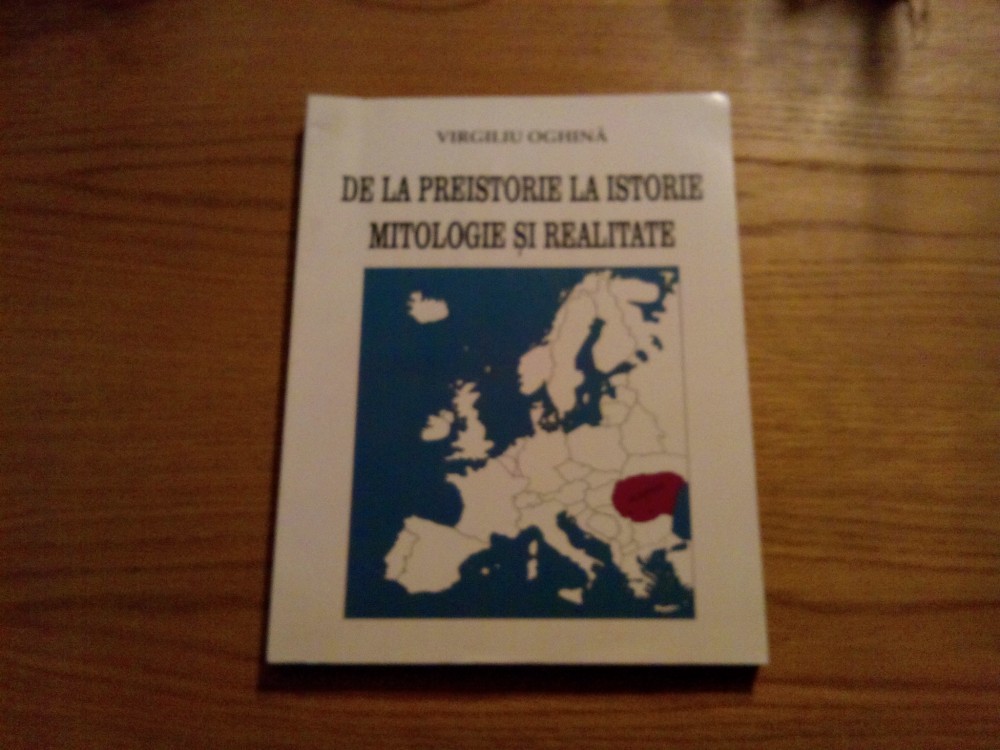 VIRGILIU OGHINĂ
DE LA PREISTORIE LA ISTORIE
MITOLOGIE ȘI REALITATE